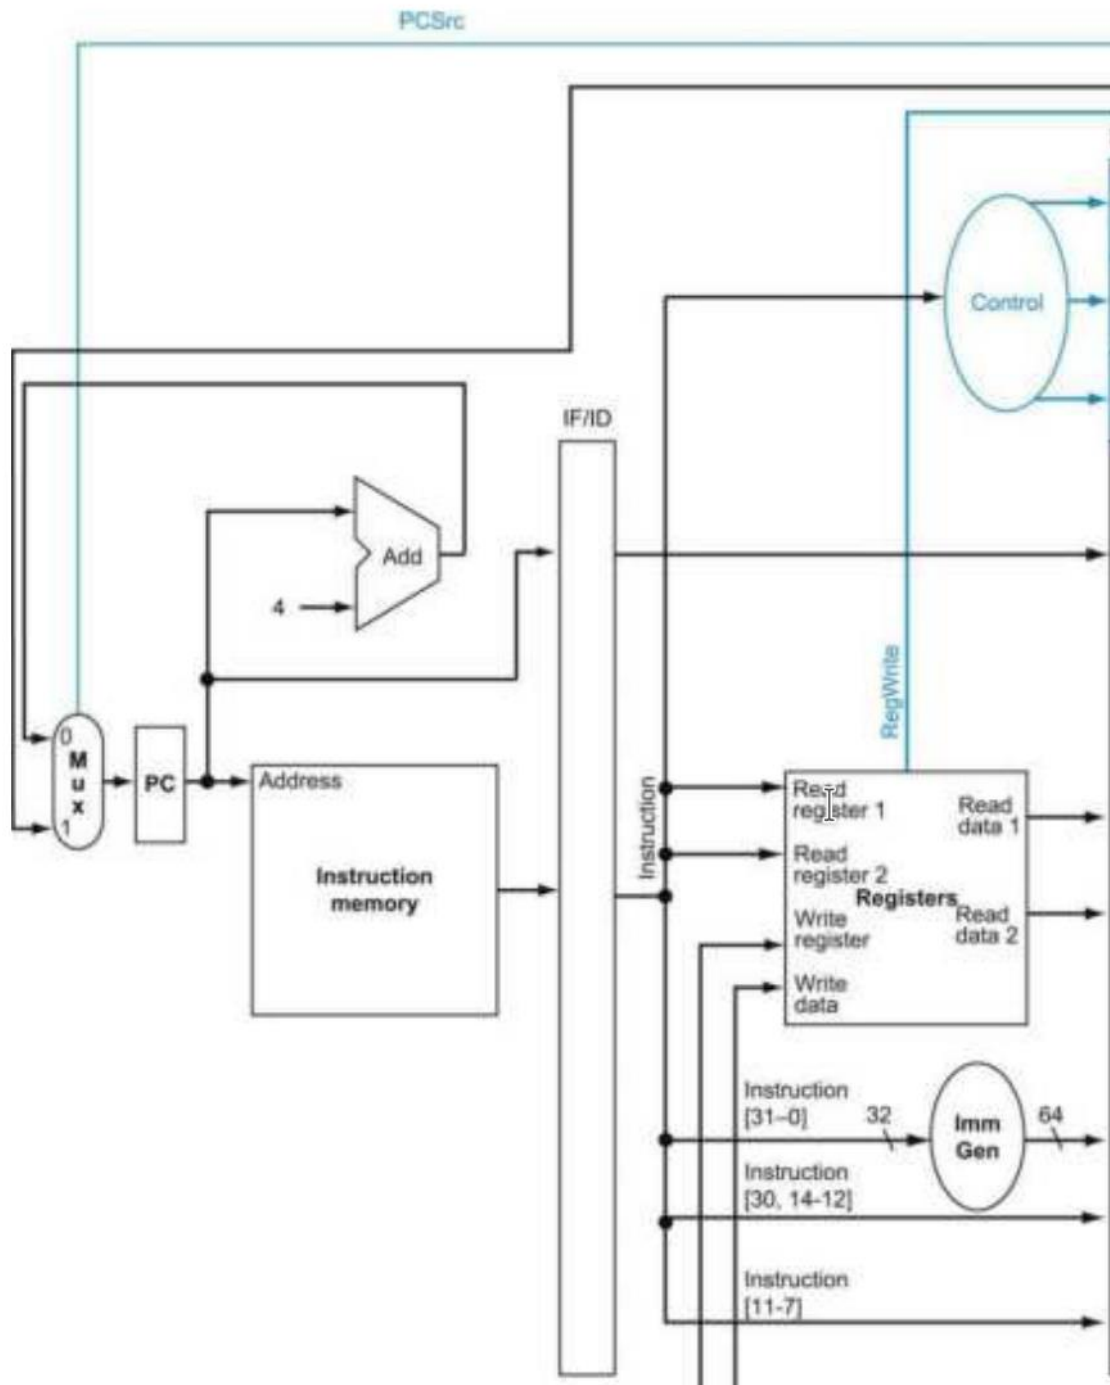 PCSrc
Control
IF/ID
Add
4
RegWrite
0
M
u
x
1
PC
Address
Instruction
memory
Instruction
Read
register 1
Read
data 1
Read
register 2
Registers
Write
register
Read
data 2
Write
data
Instruction
[31–0]
32
Imm
Gen
64
Instruction
[30, 14-12]
Instruction
[11-7]